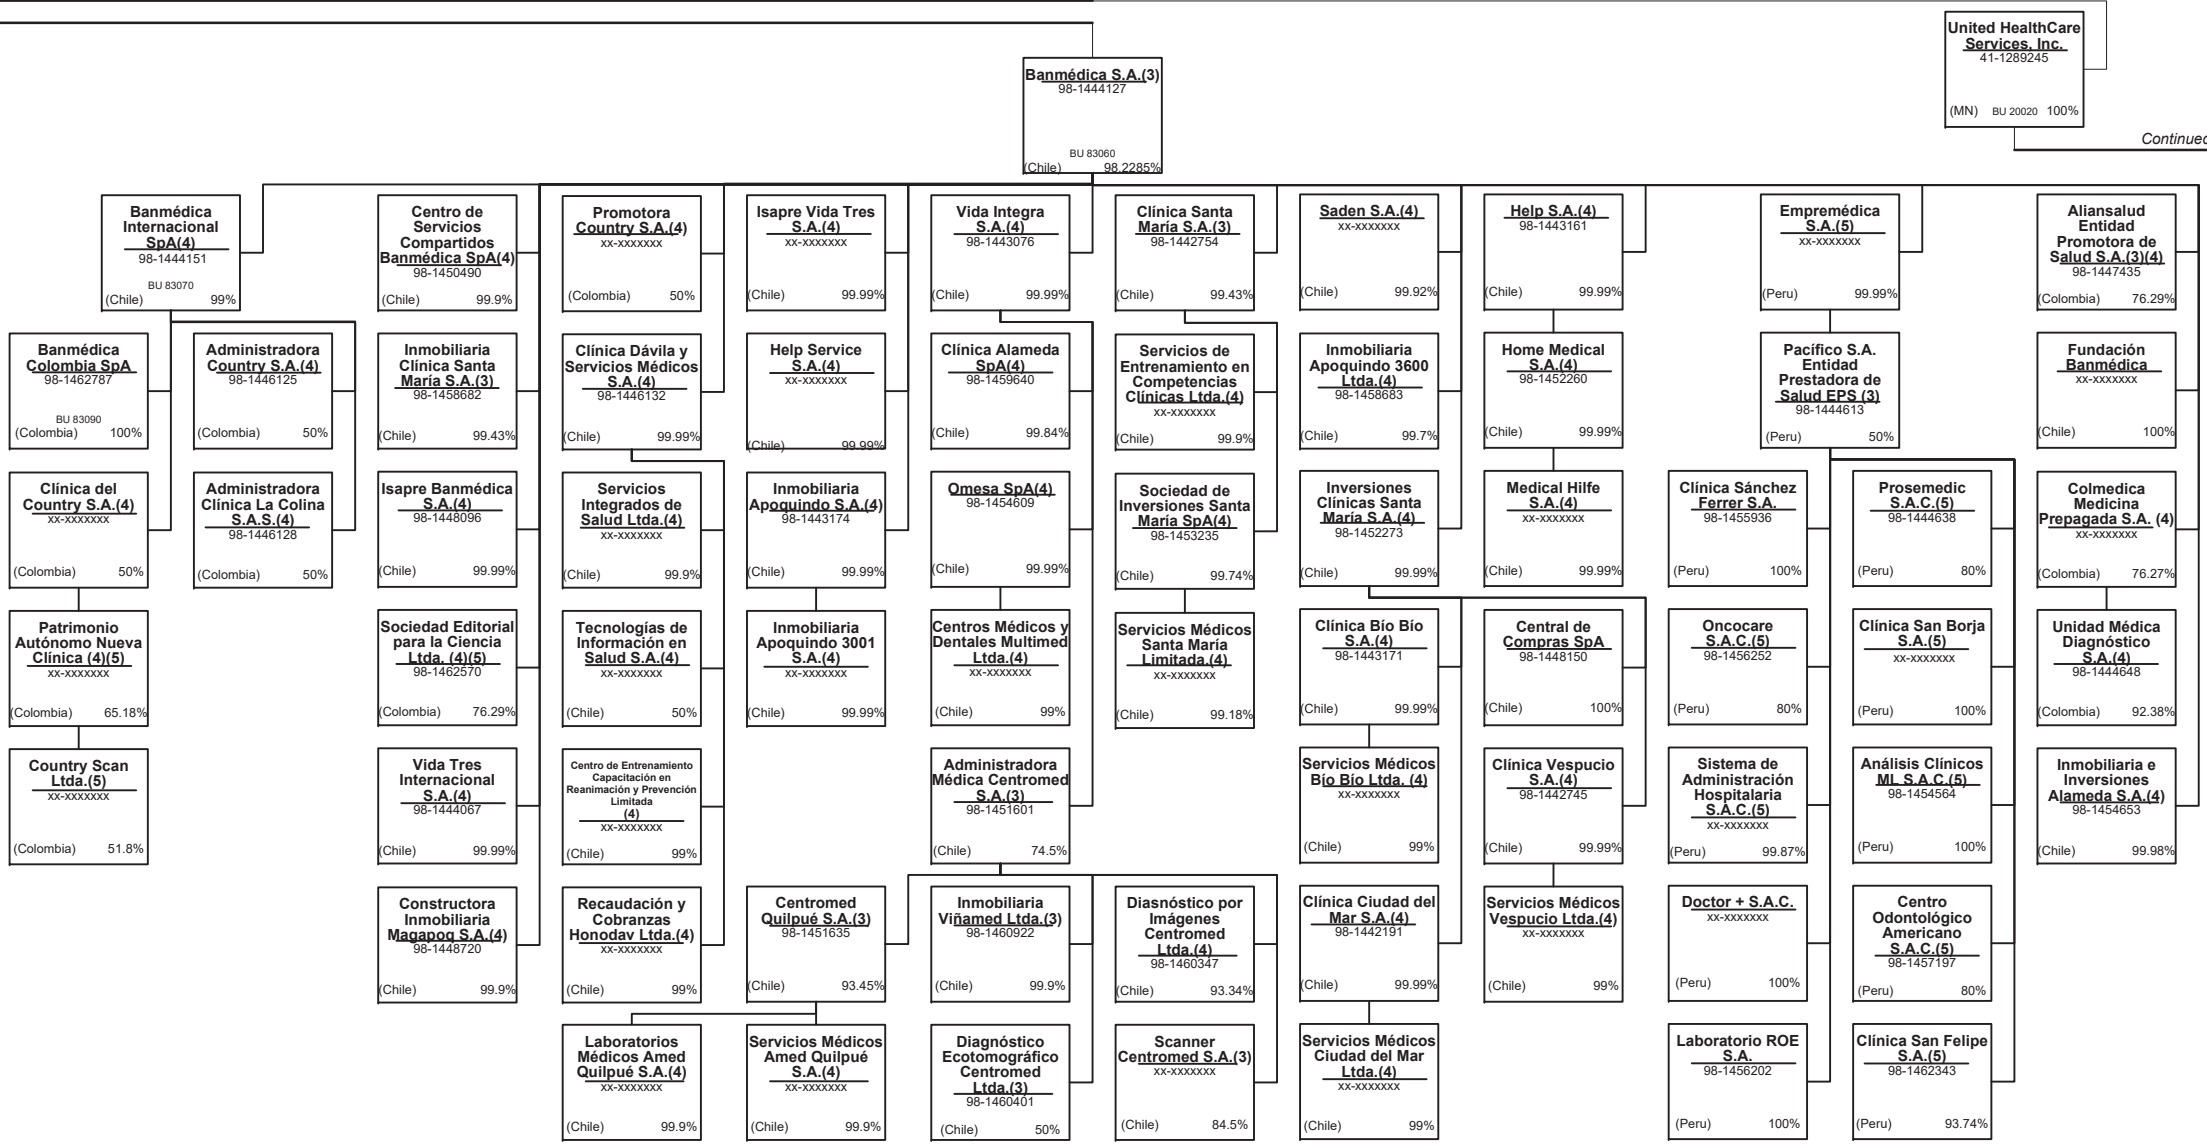 United HealthCare
Services, Inc.
41-1289245
(MN) BU 20020 100%
Continued
Banmédica S.A.(3)
98-1444127
BU 83060
(Chile) 98.2285%
Banmédica
Internacional
SpA(4)
98-1444151
BU 83070
(Chile) 99%
Centro de
Servicios
Compartidos
Banmédica SpA(4)
98-1450490
(Chile) 99.9%
Promotora
Country S.A.(4)
xx-xxxxxxx
(Colombia) 50%
Isapre Vida Tres
S.A.(4)
xx-xxxxxxx
(Chile) 99.99%
Vida Integra
S.A.(4)
98-1443076
(Chile) 99.99%
Clínica Santa
María S.A.(3)
98-1442754
(Chile) 99.43%
Saden S.A.(4)
xx-xxxxxxx
(Chile) 99.92%
Help S.A.(4)
98-1443161
(Chile) 99.99%
Empremédica
S.A.(5)
xx-xxxxxxx
(Peru) 99.99%
Aliansalud
Entidad
Promotora de
Salud S.A.(3)(4)
98-1447435
(Colombia) 76.29%
Banmédica
Colombia SpA
98-1462787
BU 83090
(Colombia) 100%
Administradora
Country S.A.(4)
98-1446125
(Colombia) 50%
Inmobiliaria
Clínica Santa
María S.A.(3)
98-1458682
(Chile) 99.43%
Clínica Dávila y
Servicios Médicos
S.A.(4)
98-1446132
(Chile) 99.99%
Help Service
S.A.(4)
xx-xxxxxxx
(Chile) 99.99%
Clínica Alameda
SpA(4)
98-1459640
(Chile) 99.84%
Servicios de
Entrenamiento en
Competencias
Clínicas Ltda.(4)
xx-xxxxxxx
(Chile) 99.9%
Inmobiliaria
Apoquindo 3600
Ltda.(4)
98-1458683
(Chile) 99.7%
Home Medical
S.A.(4)
98-1452260
(Chile) 99.99%
Pacífico S.A.
Entidad
Prestadora de
Salud EPS (3)
98-1444613
(Peru) 50%
Fundación
Banmédica
xx-xxxxxxx
(Chile) 100%
Clínica del
Country S.A.(4)
xx-xxxxxxx
(Colombia) 50%
Administradora
Clínica La Colina
S.A.S.(4)
98-1446128
(Colombia) 50%
Isapre Banmédica
S.A.(4)
98-1448096
(Chile) 99.99%
Servicios
Integrados de
Salud Ltda.(4)
xx-xxxxxxx
(Chile) 99.9%
Inmobiliaria
Apoquindo S.A.(4)
98-1443174
(Chile) 99.99%
Omesa SpA(4)
98-1454609
(Chile) 99.99%
Sociedad de
Inversiones Santa
María SpA(4)
98-1453235
(Chile) 99.74%
Inversiones
Clínicas Santa
María S.A.(4)
98-1452273
(Chile) 99.99%
Medical Hilfe
S.A.(4)
xx-xxxxxxx
(Chile) 99.99%
Clínica Sánchez
Ferrer S.A.
98-1455936
(Peru) 100%
Prosemedic
S.A.C.(5)
98-1444638
(Peru) 80%
Colmedica
Medicina
Prepagada S.A. (4)
xx-xxxxxxx
(Colombia) 76.27%
Patrimonio
Autónomo Nueva
Clínica (4)(5)
xx-xxxxxxx
(Colombia) 65.18%
Sociedad Editorial
para la Ciencia
Ltda. (4)(5)
98-1462570
(Colombia) 76.29%
Tecnologías de
Información en
Salud S.A.(4)
xx-xxxxxxx
(Chile) 50%
Inmobiliaria
Apoquindo 3001
S.A.(4)
xx-xxxxxxx
(Chile) 99.99%
Centros Médicos y
Dentales Multimed
Ltda.(4)
xx-xxxxxxx
(Chile) 99%
Servicios Médicos
Santa María
Limitada.(4)
xx-xxxxxxx
(Chile) 99.18%
Clínica Bío Bío
S.A.(4)
98-1443171
(Chile) 99.99%
Central de
Compras SpA
98-1448150
(Chile) 100%
Oncocare
S.A.C.(5)
98-1456252
(Peru) 80%
Clínica San Borja
S.A.(5)
xx-xxxxxxx
(Peru) 100%
Unidad Médica
Diagnóstico
S.A.(4)
98-1444648
(Colombia) 92.38%
Country Scan
Ltda.(5)
xx-xxxxxxx
(Colombia) 51.8%
Vida Tres
Internacional
S.A.(4)
98-1444067
(Chile) 99.99%
Centro de Entrenamiento
Capacitación en
Reanimación y Prevención
Limitada
(4)
xx-xxxxxxx
(Chile) 99%
Administradora
Médica Centromed
S.A.(3)
98-1451601
(Chile) 74.5%
Servicios Médicos
Bío Bío Ltda. (4)
xx-xxxxxxx
(Chile) 99%
Clínica Vespucio
S.A.(4)
98-1442745
(Chile) 99.99%
Sistema de
Administración
Hospitalaria
S.A.C.(5)
xx-xxxxxxx
(Peru) 99.87%
Análisis Clínicos
ML S.A.C.(5)
98-1454564
(Peru) 100%
Inmobiliaria e
Inversiones
Alameda S.A.(4)
98-1454653
(Chile) 99.98%
Constructora
Inmobiliaria
Magapoq S.A.(4)
98-1448720
(Chile) 99.9%
Recaudación y
Cobranzas
Honodav Ltda.(4)
xx-xxxxxxx
(Chile) 99%
Centromed
Quilpué S.A.(3)
98-1451635
(Chile) 93.45%
Inmobiliaria
Viñamed Ltda.(3)
98-1460922
(Chile) 99.9%
Diasnóstico por
Imágenes
Centromed
Ltda.(4)
98-1460347
(Chile) 93.34%
Clínica Ciudad del
Mar S.A.(4)
98-1442191
(Chile) 99.99%
Servicios Médicos
Vespucio Ltda.(4)
xx-xxxxxxx
(Chile) 99%
Doctor + S.A.C.
xx-xxxxxxx
(Peru) 100%
Centro
Odontológico
Americano
S.A.C.(5)
98-1457197
(Peru) 80%
Laboratorios
Médicos Amed
Quilpué S.A.(4)
xx-xxxxxxx
(Chile) 99.9%
Servicios Médicos
Amed Quilpué
S.A.(4)
xx-xxxxxxx
(Chile) 99.9%
Diagnóstico
Ecotomográfico
Centromed
Ltda.(3)
98-1460401
(Chile) 50%
Scanner
Centromed S.A.(3)
xx-xxxxxxx
(Chile) 84.5%
Servicios Médicos
Ciudad del Mar
Ltda.(4)
xx-xxxxxxx
(Chile) 99%
Laboratorio ROE
S.A.
98-1456202
(Peru) 100%
Clínica San Felipe
S.A.(5)
98-1462343
(Peru) 93.74%